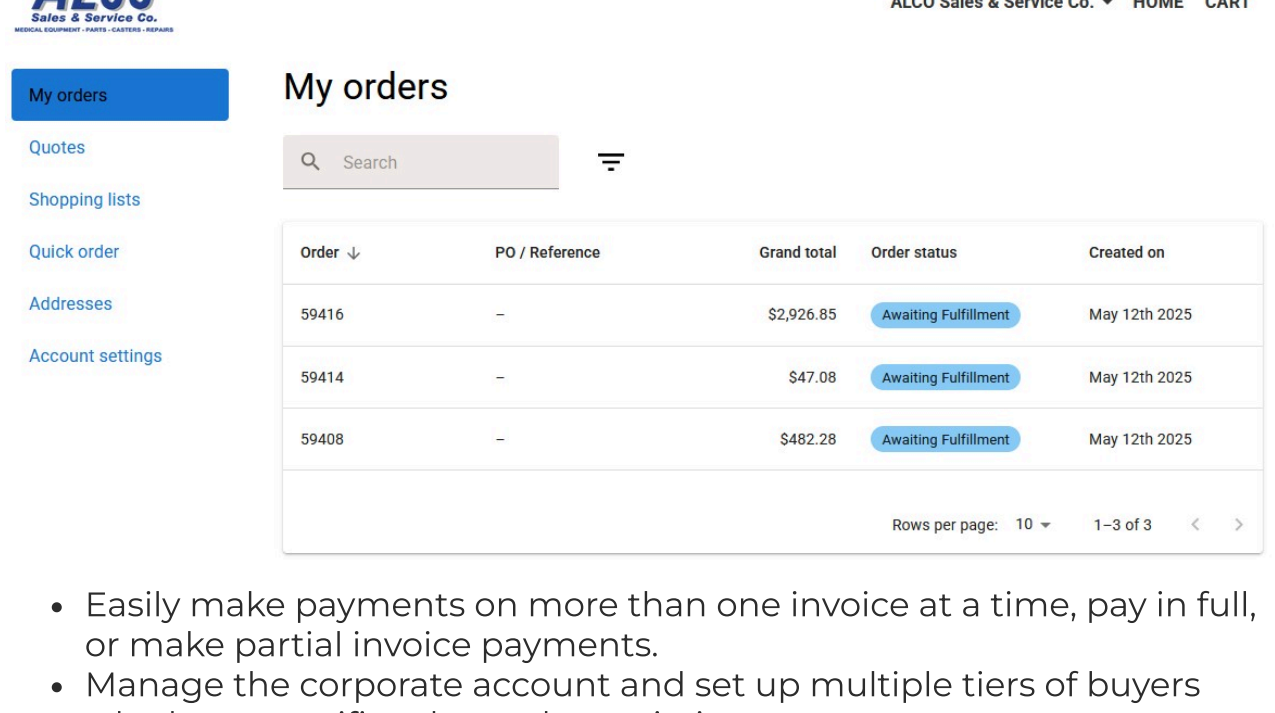 ALCO
Sales & Service Co.
MEDICAL EQUIPMENT - PARTS - CASTERS - REPAIRS
ALCO Sales & Service Co. HOME CART
My orders
Quotes
Shopping lists
Quick order
Addresses
Account settings
My orders
Search
Order PO / Reference Grand total Order status Created on
59416 – $2,926.85 Awaiting Fulfillment May 12th 2025
59414 – $47.08 Awaiting Fulfillment May 12th 2025
59408 – $482.28 Awaiting Fulfillment May 12th 2025
Rows per page: 10 1–3 of 3
• Easily make payments on more than one invoice at a time, pay in full,
or make partial invoice payments.
• Manage the corporate account and set up multiple tiers of buyers